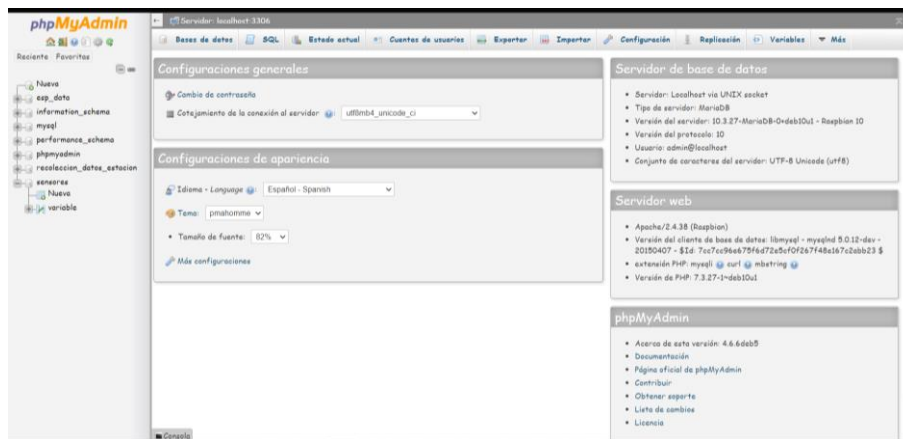 phpMyAdmin
Reciente Favoritas
Nueva
esp_data
information_schema
mysql
performance_schema
phpmyadmin
recoleccion_datos_estacion
sensores
Nueva
variable
Servidor: localhost:3306
Bases de datos
SQL
Estado actual
Cuentas de usuarios
Exportar
Importar
Configuración
Replicación
Variables
Más
Configuraciones generales
Cambio de contraseña
Cotejamiento de la conexión al servidor
utf8mb4_unicode_ci
Configuraciones de apariencia
Idioma - Language
Español - Spanish
Tema: pmahomme
Tamaño de fuente: 82%
Más configuraciones
Consola
Servidor de base de datos
Servidor: Localhost via UNIX socket
Tipo de servidor: MariaDB
Versión del servidor: 10.3.27-MariaDB-0+deb10u1 - Raspbian 10
Versión del protocolo: 10
Usuario: admin@localhost
Conjunto de caracteres del servidor: UTF-8 Unicode (utf8)
Servidor web
Apache/2.4.38 (Raspbian)
Versión del cliente de base de datos: libmysql - mysqlnd 5.0.12-dev -
20150407 - $Id:
extensión PHP: mysqli curl mbstring
Versión de PHP: 7.3.27-1~deb10u1
phpMyAdmin
Acerca de esta versión: 4.6.6deb5
Documentación
Página oficial de phpMyAdmin
Contribuir
Obtener soporte
Lista de cambios
Licencia